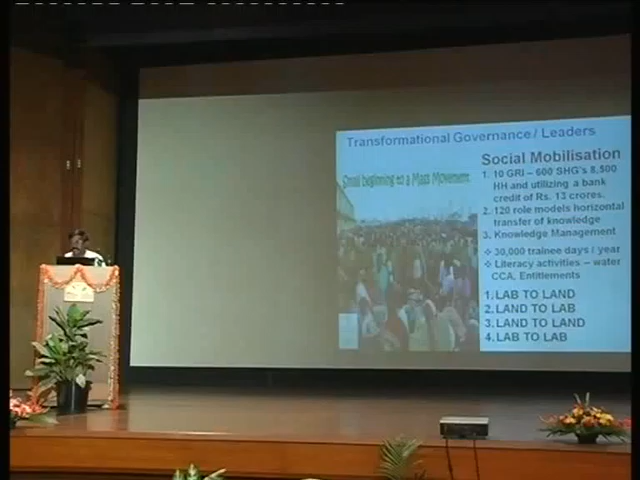 Transformational Governance/ Leaders
Small beginning to a Mass Movement
Social Mobilisation
1. 10 GRI – 600 SHG's 8,500
HH and utilizing a bank
credit of Rs. 13 crores.
2. 120 role models horizontal
transfer of knowledge
3. Knowledge Management
❖ 30,000 trainee days / year
❖ Literacy activities – water
CCA, Entitlements
1. LAB TO LAND
2. LAND TO LAB
3. LAND TO LAND
4. LAB TO LAB